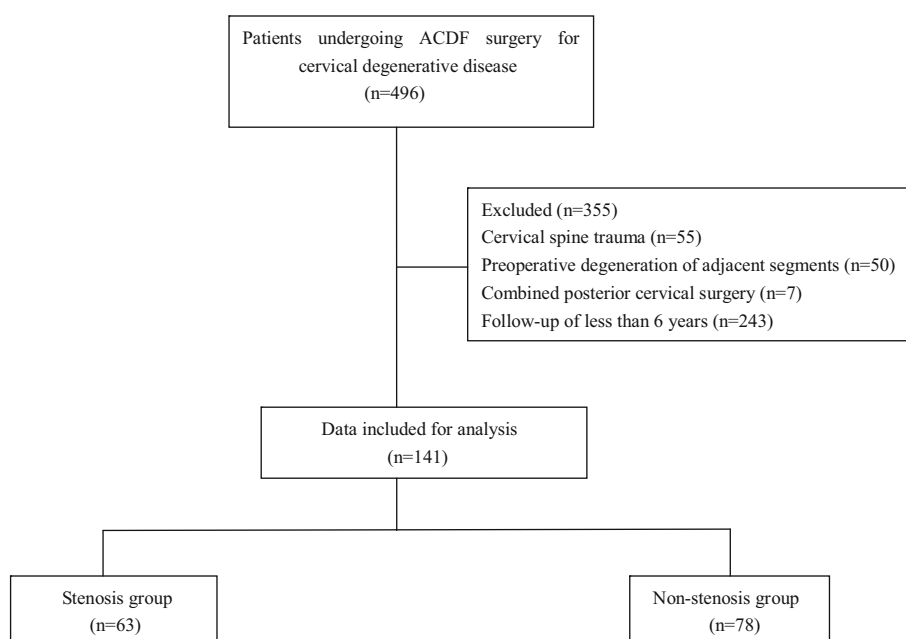 Patients undergoing ACDF surgery for
cervical degenerative disease
(n=496)
Excluded (n=355)
Cervical spine trauma (n=55)
Preoperative degeneration of adjacent segments (n=50)
Combined posterior cervical surgery (n=7)
Follow-up of less than 6 years (n=243)
Data included for analysis
(n=141)
Stenosis group
(n=63)
Non-stenosis group
(n=78)